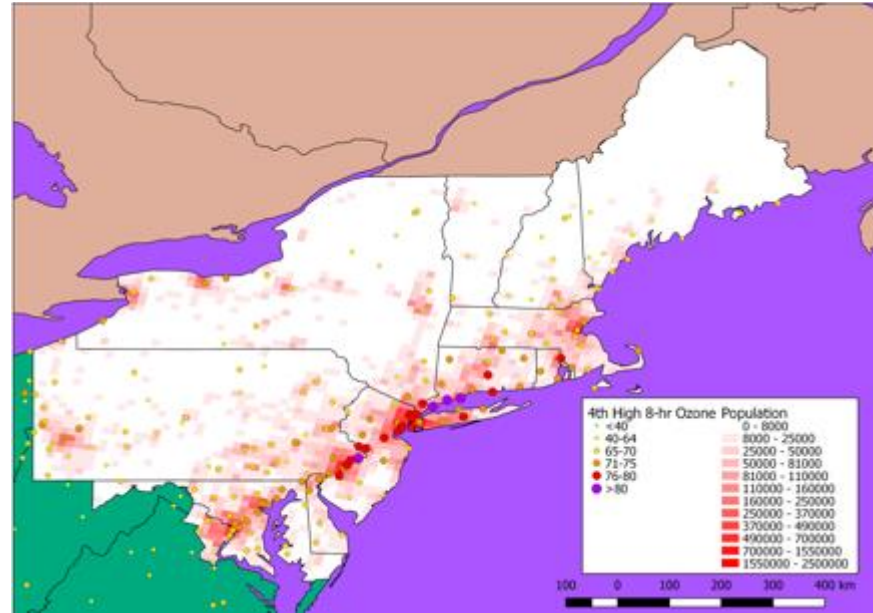 4th High 8-hr Ozone Population
<40 0 - 8000
40-64 8000 - 25000
65-70 25000 - 50000
71-75 50000 - 81000
76-80 81000 - 110000
>80 110000 - 160000
160000 - 250000
250000 - 370000
370000 - 490000
490000 - 700000
700000 - 1550000
1550000 - 2500000
100 0 100 200 300 400 km